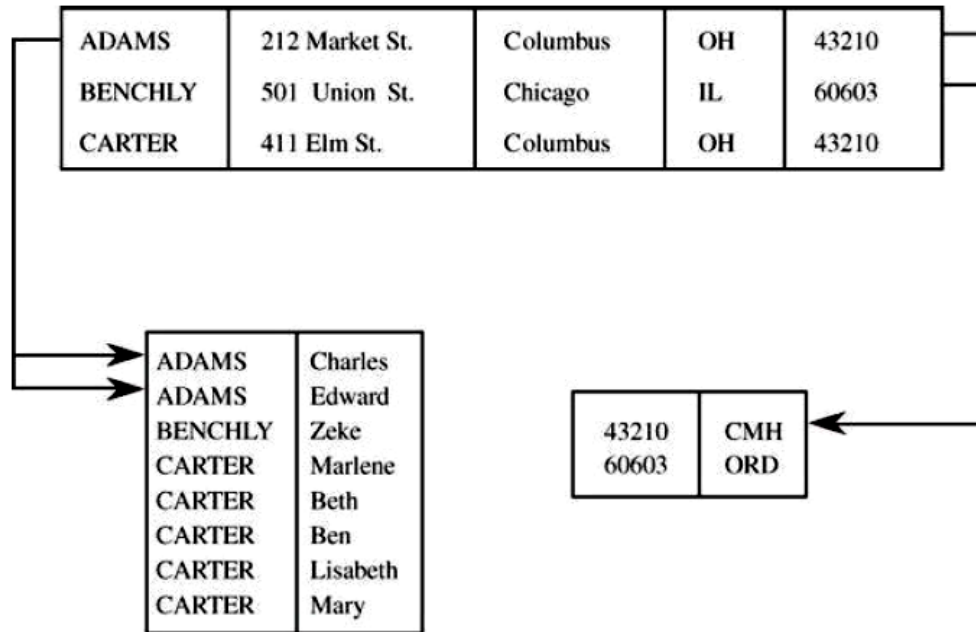 ADAMS 212 Market St. Columbus OH 43210
BENCHLY 501 Union St. Chicago IL 60603
CARTER 411 Elm St. Columbus OH 43210
ADAMS Charles
ADAMS Edward
BENCHLY Zeke
CARTER Marlene
CARTER Beth
CARTER Ben
CARTER Lisabeth
CARTER Mary
43210 CMH
60603 ORD